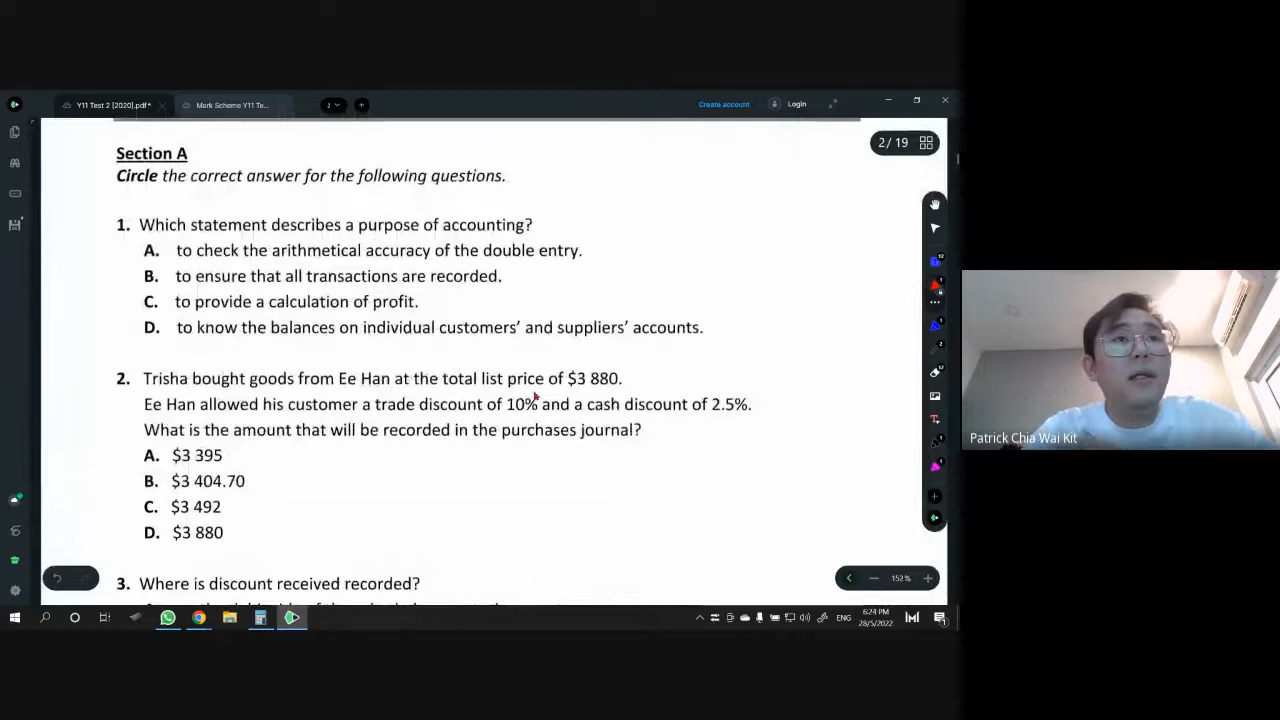 Y11 Test 2 [2020].pdf*
Mark Scheme Y11 Te...
2
Create account
Login
2 / 19
Section A
Circle the correct answer for the following questions.
1. Which statement describes a purpose of accounting?
A. to check the arithmetical accuracy of the double entry.
B. to ensure that all transactions are recorded.
C. to provide a calculation of profit.
D. to know the balances on individual customers' and suppliers' accounts.
2. Trisha bought goods from Ee Han at the total list price of $3 880.
Ee Han allowed his customer a trade discount of 10% and a cash discount of 2.5%.
What is the amount that will be recorded in the purchases journal?
A. $3 395
B. $3 404.70
C. $3 492
D. $3 880
3. Where is discount received recorded?
152%
Patrick Chia Wai Kit
ENG
6:24 PM
28/5/2022